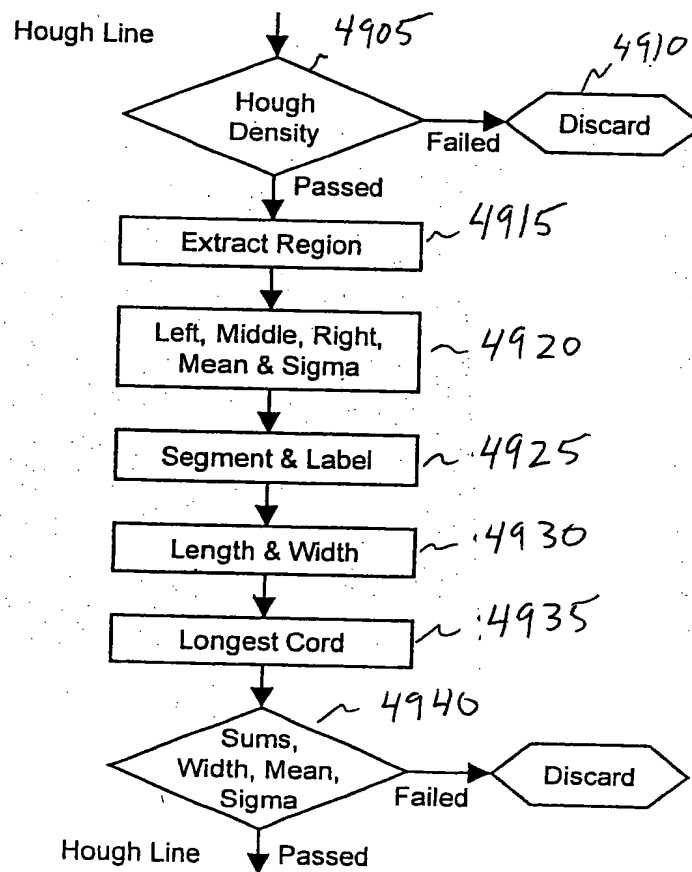 Hough Line
4905
4910
Hough
Density
Failed
Discard
Passed
Extract Region
4915
Left, Middle, Right,
Mean & Sigma
4920
Segment & Label
4925
Length & Width
4930
Longest Cord
4935
4940
Sums,
Width, Mean,
Sigma
Failed
Discard
Hough Line
Passed